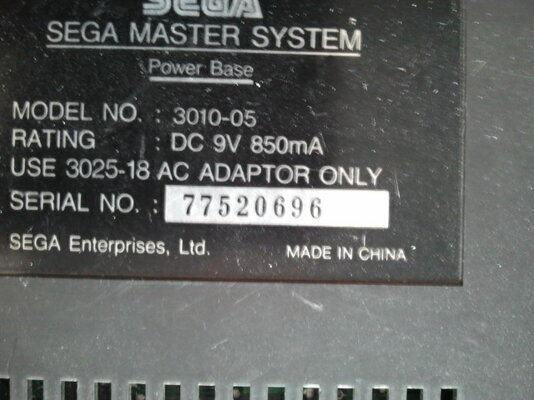 SEGA
SEGA MASTER SYSTEM
Power Base
MODEL NO. : 3010-05
RATING : DC 9V 850mA
USE 3025-18 AC ADAPTOR ONLY
SERIAL NO. : 77520696
SEGA Enterprises, Ltd. MADE IN CHINA